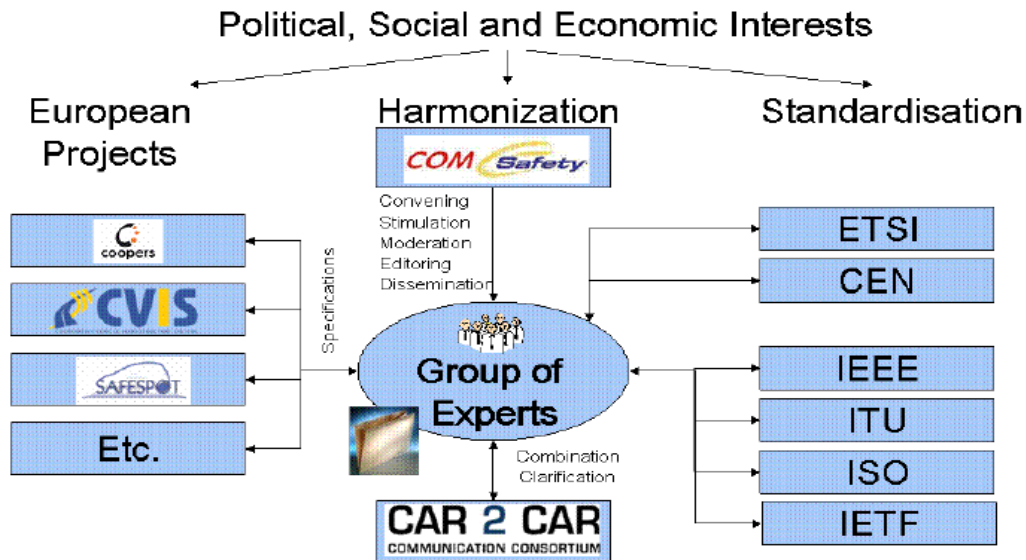 Political, Social and Economic Interests
European
Projects
Harmonization
Standardisation
COM Safety
Convening
Stimulation
Moderation
Editoring
Dissemination
coopers
CVIS
SAFESPOT
Etc.
Specifications
Group of
Experts
Combination
Clarification
CAR 2 CAR
COMMUNICATION CONSORTIUM
ETSI
CEN
IEEE
ITU
ISO
IETF